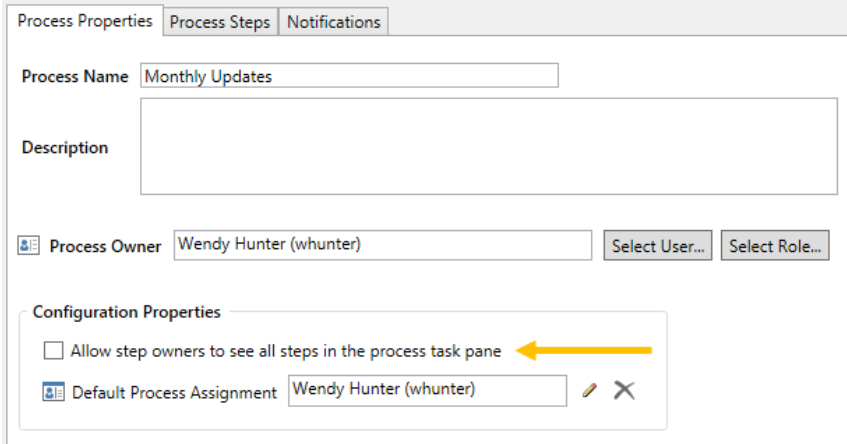 Process Properties Process Steps Notifications
Process Name Monthly Updates
Description
Process Owner Wendy Hunter (whunter) Select User... Select Role...
Configuration Properties
Allow step owners to see all steps in the process task pane
Default Process Assignment Wendy Hunter (whunter)